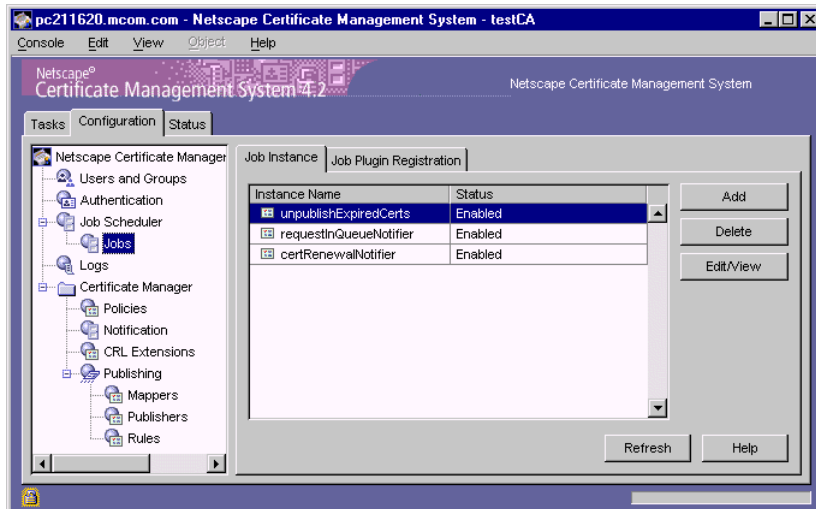 pc211620.mcom.com - Netscape Certificate Management System - testCA
Console Edit View Object Help
Netscape®
Certificate Management System 4.2
Netscape Certificate Management System
Tasks Configuration Status
Netscape Certificate Manager
Users and Groups
Authentication
Job Scheduler
Jobs
Logs
Certificate Manager
Policies
Notification
CRL Extensions
Publishing
Mappers
Publishers
Rules
Job Instance Job Plugin Registration
Instance Name Status
unpublishExpiredCerts Enabled
requestInQueueNotifier Enabled
certRenewalNotifier Enabled
Add
Delete
Edit/View
Refresh Help